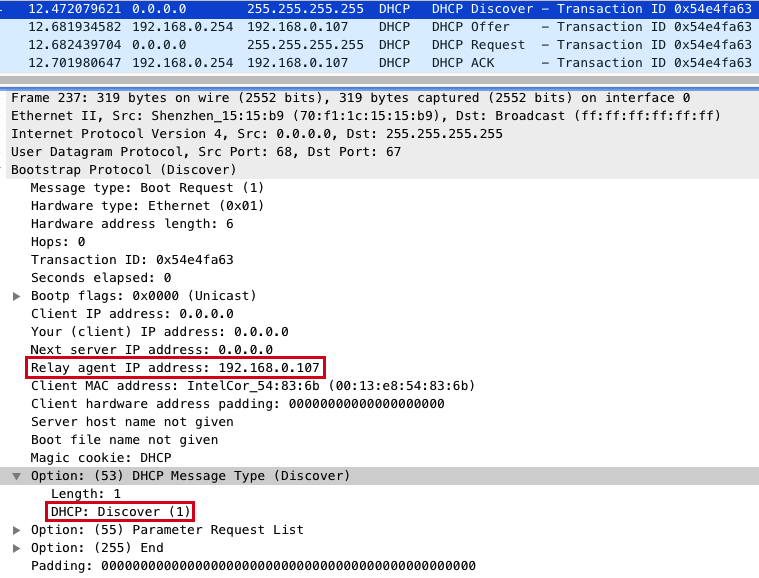 12.472079621 0.0.0.0 255.255.255.255 DHCP DHCP Discover – Transaction ID 0x54e4fa63
12.681934582 192.168.0.254 192.168.0.107 DHCP DHCP Offer – Transaction ID 0x54e4fa63
12.682439704 0.0.0.0 255.255.255.255 DHCP DHCP Request – Transaction ID 0x54e4fa63
12.701980647 192.168.0.254 192.168.0.107 DHCP DHCP ACK – Transaction ID 0x54e4fa63
Frame 237: 319 bytes on wire (2552 bits), 319 bytes captured (2552 bits) on interface 0
Ethernet II, Src: Shenzhen_15:15:b9 (70:f1:1c:15:15:b9), Dst: Broadcast (ff:ff:ff:ff:ff:ff)
Internet Protocol Version 4, Src: 0.0.0.0, Dst: 255.255.255.255
User Datagram Protocol, Src Port: 68, Dst Port: 67
Bootstrap Protocol (Discover)
Message type: Boot Request (1)
Hardware type: Ethernet (0x01)
Hardware address length: 6
Hops: 0
Transaction ID: 0x54e4fa63
Seconds elapsed: 0
Bootp flags: 0x0000 (Unicast)
Client IP address: 0.0.0.0
Your (client) IP address: 0.0.0.0
Next server IP address: 0.0.0.0
Relay agent IP address: 192.168.0.107
Client MAC address: IntelCor_54:83:6b (00:13:e8:54:83:6b)
Client hardware address padding: 00000000000000000000
Server host name not given
Boot file name not given
Magic cookie: DHCP
Option: (53) DHCP Message Type (Discover)
Length: 1
DHCP: Discover (1)
Option: (55) Parameter Request List
Option: (255) End
Padding: 000000000000000000000000000000000000000000000000